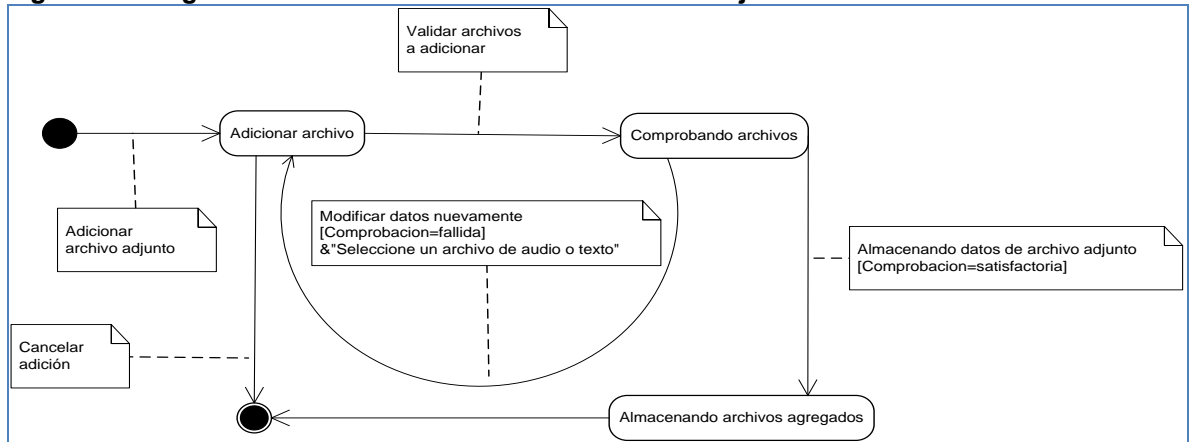 Validar archivos
a adicionar
Adicionar archivo
Comprobando archivos
Adicionar
archivo adjunto
Modificar datos nuevamente
[Comprobacion=fallida]
&"Seleccione un archivo de audio o texto"
Almacenando datos de archivo adjunto
[Comprobacion=satisfactoria]
Cancelar
adición
Almacenando archivos agregados